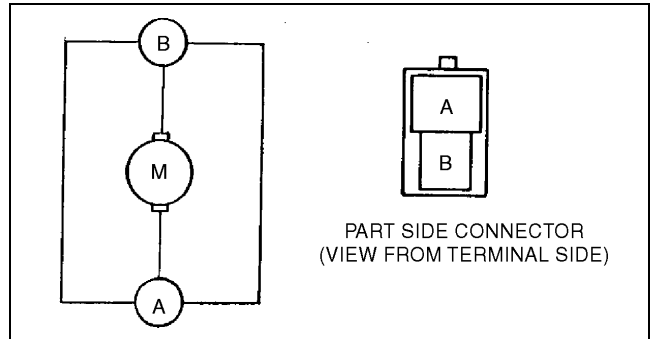 B
M
A
A
B
PART SIDE CONNECTOR
(VIEW FROM TERMINAL SIDE)